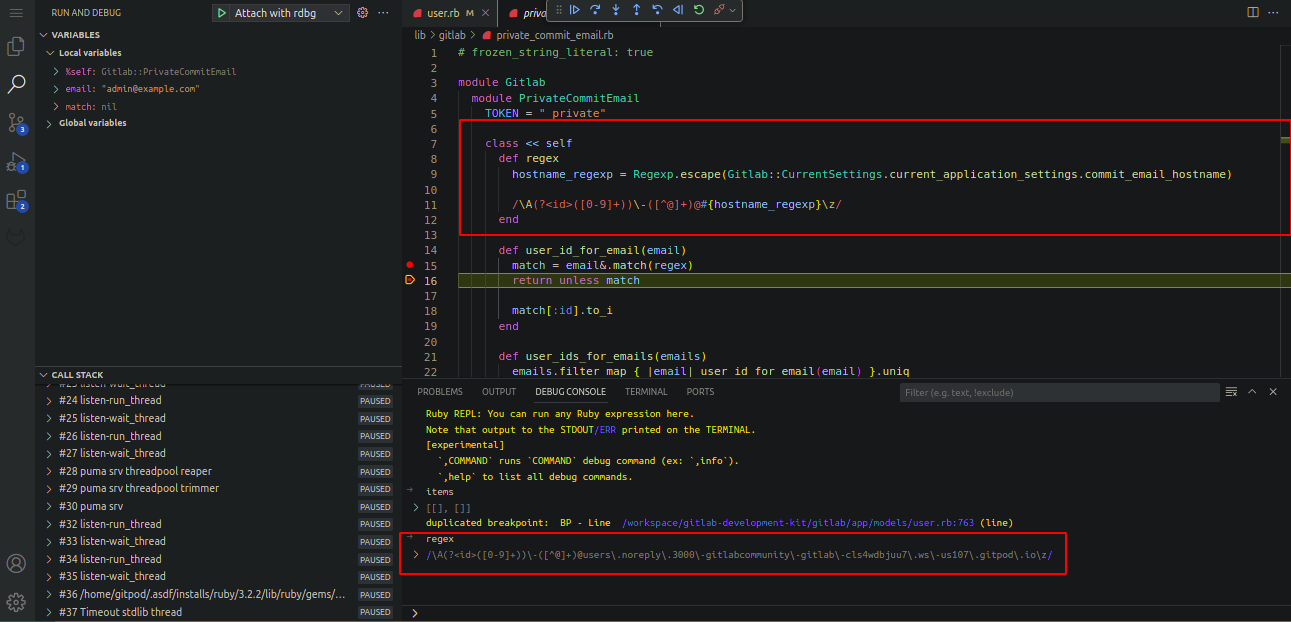 RUN AND DEBUG
Attach with rdbg
VARIABLES
Local variables
%self: Gitlab::PrivateCommitEmail
email: "admin@example.com"
match: nil
Global variables
CALL STACK
#23 listen-wait_thread PAUSED
#24 listen-run_thread PAUSED
#25 listen-wait_thread PAUSED
#26 listen-run_thread PAUSED
#27 listen-wait_thread PAUSED
#28 puma srv threadpool reaper PAUSED
#29 puma srv threadpool trimmer PAUSED
#30 puma srv PAUSED
#32 listen-run_thread PAUSED
#33 listen-wait_thread PAUSED
#34 listen-run_thread PAUSED
#35 listen-wait_thread PAUSED
#36 /home/gitpod/.asdf/installs/ruby/3.2.2/lib/ruby/gems/... PAUSED
#37 Timeout stdlib thread PAUSED
3
1
2
user.rb M
priva
lib > gitlab > private_commit_email.rb
1 # frozen_string_literal: true
2
3 module Gitlab
4 module PrivateCommitEmail
5 TOKEN = "_private"
6
7 class << self
8 def regex
9 hostname_regexp = Regexp.escape(Gitlab::CurrentSettings.current_application_settings.commit_email_hostname)
10
11 /\A(?<id>([0-9]+))\-([^@]+)@#{hostname_regexp}\z/
12 end
13
14 def user_id_for_email(email)
15 match = email&.match(regex)
16 return unless match
17
18 match[:id].to_i
19 end
20
21 def user_ids_for_emails(emails)
22 emails.filter_map { |email| user_id_for_email(email) }.uniq
PROBLEMS OUTPUT DEBUG CONSOLE TERMINAL PORTS
Filter (e.g. text, !exclude)
Ruby REPL: You can run any Ruby expression here.
Note that output to the STDOUT/ERR printed on the TERMINAL.
[experimental]
`,COMMAND` runs `COMMAND` debug command (ex: `,info`).
`,help` to list all debug commands.
items
[[], []]
duplicated breakpoint: BP - Line /workspace/gitlab-development-kit/gitlab/app/models/user.rb:763 (line)
regex
/\A(?<id>([0-9]+))\-([^@]+)@users\.noreply\.3000\-gitlabcommunity\-gitlab\-cls4wdbjuu7\.ws\-us107\.gitpod\.io\z/